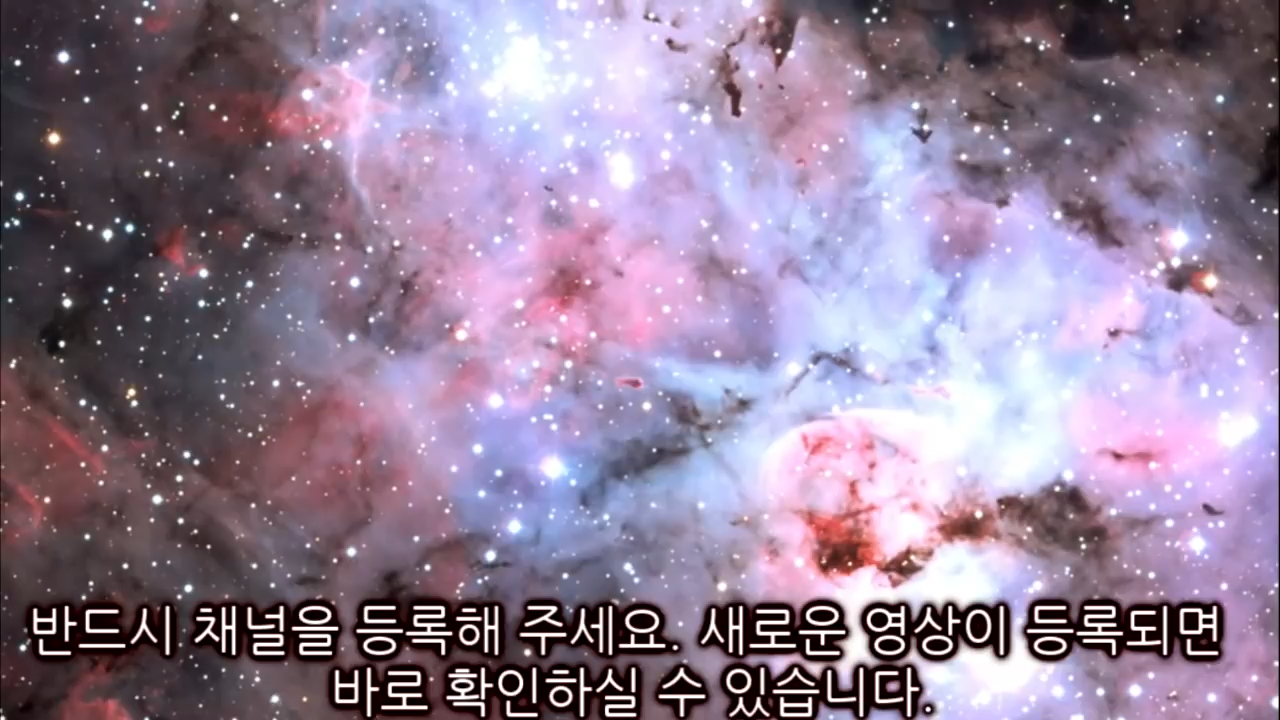 반드시 채널을 등록해 주세요. 새로운 영상이 등록되면
바로 확인하실 수 있습니다.